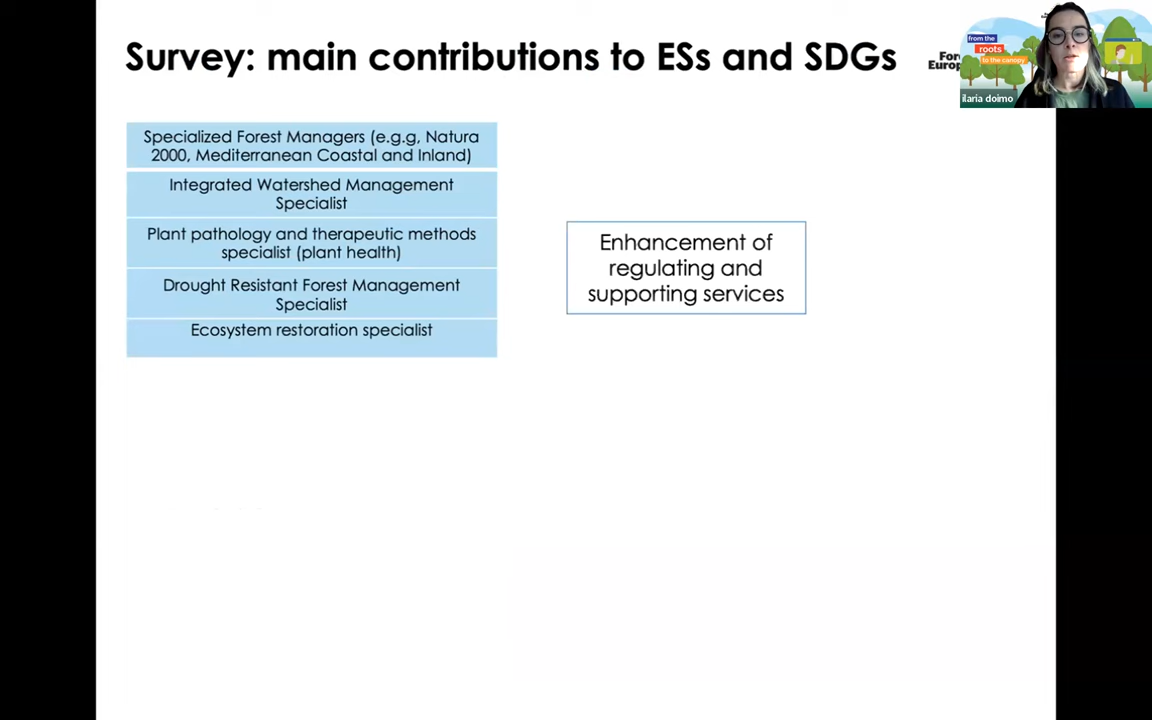 Survey: main contributions to ESs and SDGs
from the
roots
to the canopy
ilaria doimo
Specialized Forest Managers (e.g.g, Natura
2000, Mediterranean Coastal and Inland)
Integrated Watershed Management
Specialist
Plant pathology and therapeutic methods
specialist (plant health)
Drought Resistant Forest Management
Specialist
Ecosystem restoration specialist
Enhancement of
regulating and
supporting services